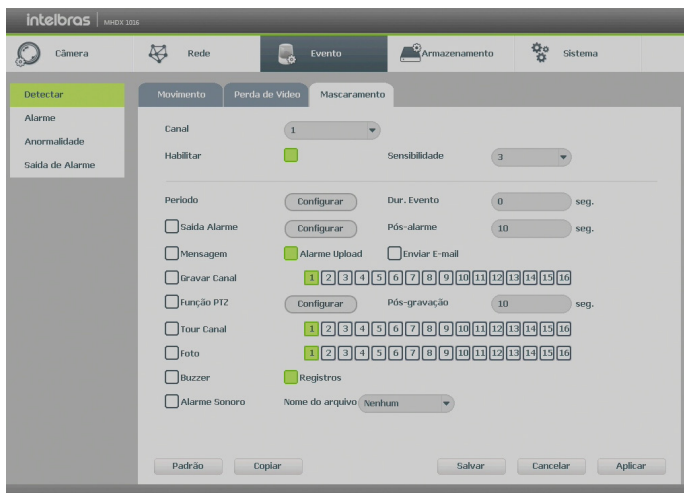 intelbras MHDX 1016
Câmera Rede Evento Armazenamento Sistema
Detectar
Alarme
Anormalidade
Saída de Alarme
Movimento Perda de Vídeo Mascaramento
Canal 1
Habilitar Sensibilidade 3
Período Configurar Dur. Evento 0 seg.
Saída Alarme Configurar Pós-alarme 10 seg.
Mensagem Alarme Upload Enviar E-mail
Gravar Canal 1 2 3 4 5 6 7 8 9 10 11 12 13 14 15 16
Função PTZ Configurar Pós-gravação 10 seg.
Tour Canal 1 2 3 4 5 6 7 8 9 10 11 12 13 14 15 16
Foto 1 2 3 4 5 6 7 8 9 10 11 12 13 14 15 16
Buzzer Registros
Alarme Sonoro Nome do arquivo Nenhum
Padrão Copiar Salvar Cancelar Aplicar